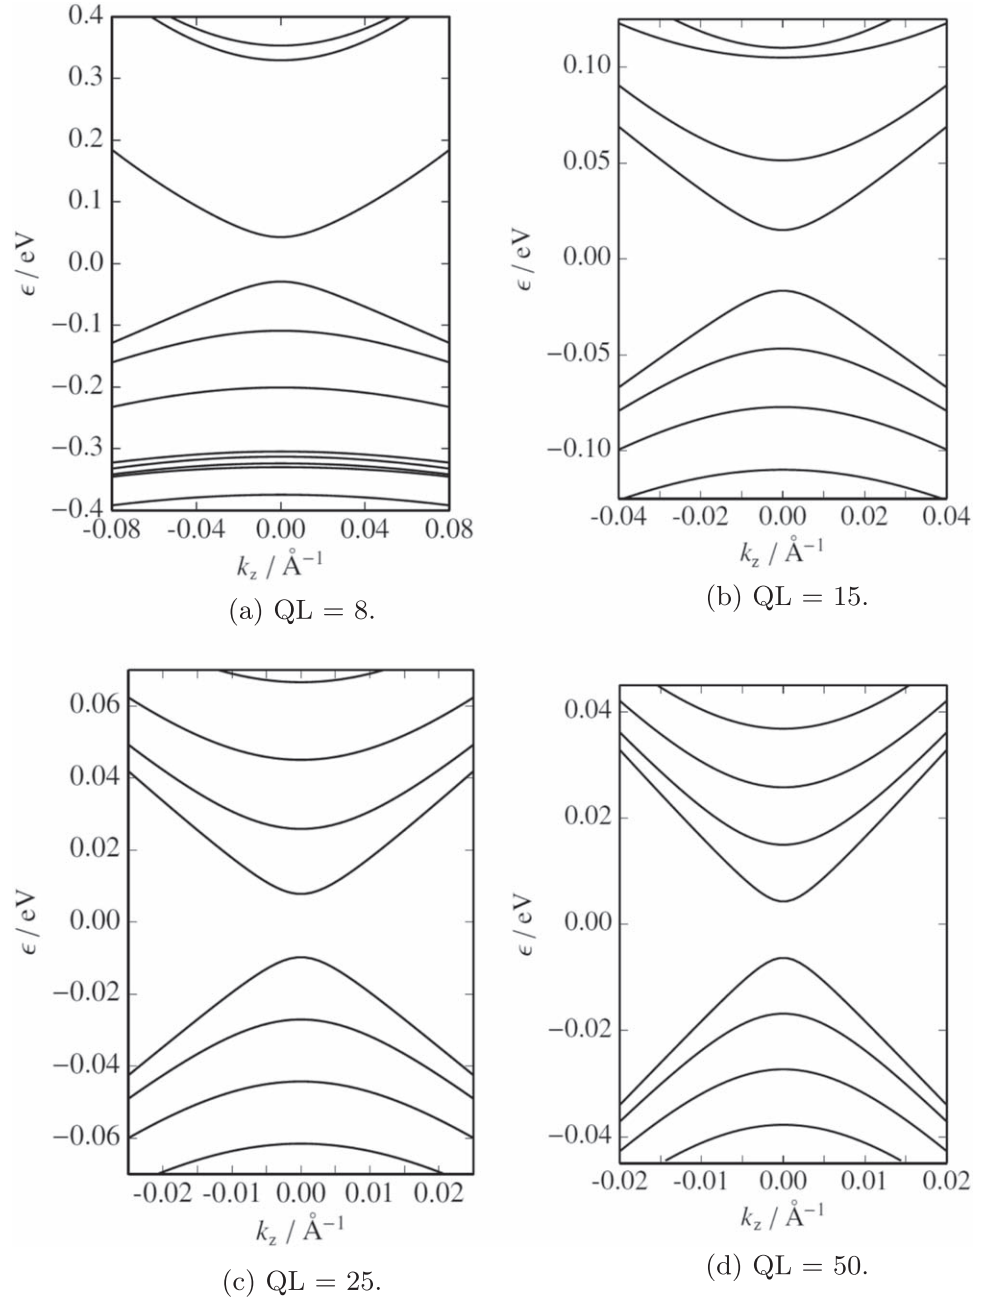 0.4
0.3
0.2
0.1
0.0
−0.1
−0.2
−0.3
−0.4
ϵ / eV
-0.08 -0.04 0.00 0.04 0.08
k_z / Å⁻¹
(a) QL = 8.
0.10
0.05
0.00
−0.05
−0.10
ϵ / eV
-0.04 -0.02 0.00 0.02 0.04
k_z / Å⁻¹
(b) QL = 15.
0.06
0.04
0.02
0.00
−0.02
−0.04
−0.06
ϵ / eV
-0.02 -0.01 0.00 0.01 0.02
k_z / Å⁻¹
(c) QL = 25.
0.04
0.02
0.00
−0.02
−0.04
ϵ / eV
-0.02 -0.01 0.00 0.01 0.02
k_z / Å⁻¹
(d) QL = 50.